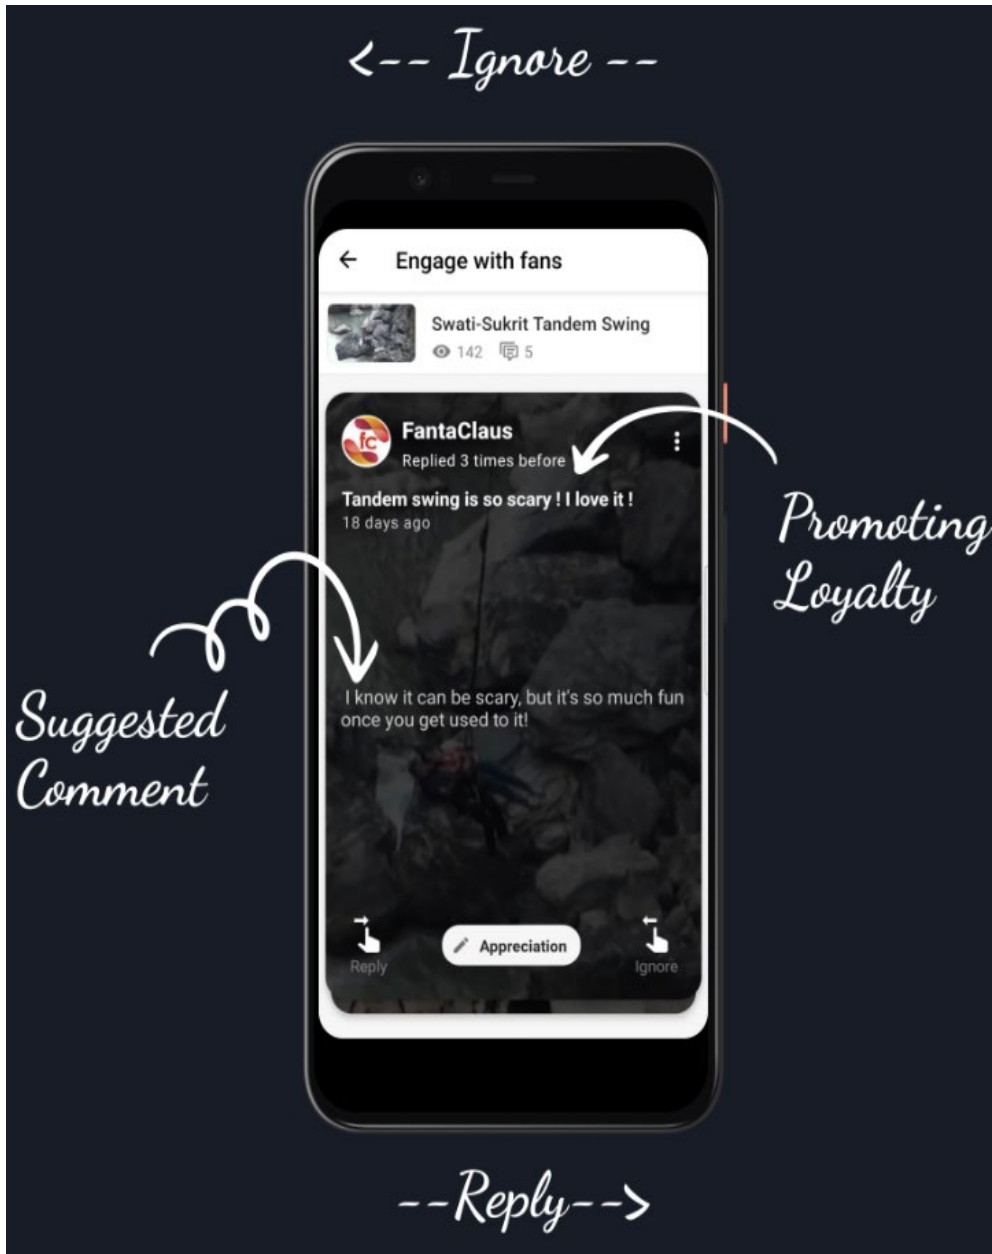 <-- Ignore --
Engage with fans
Swati-Sukrit Tandem Swing
142 5
fc
FantaClaus
Replied 3 times before
Tandem swing is so scary ! I love it !
18 days ago
Promoting
Loyalty
I know it can be scary, but it's so much fun
once you get used to it!
Suggested
Comment
Reply
Appreciation
Ignore
--Reply-->